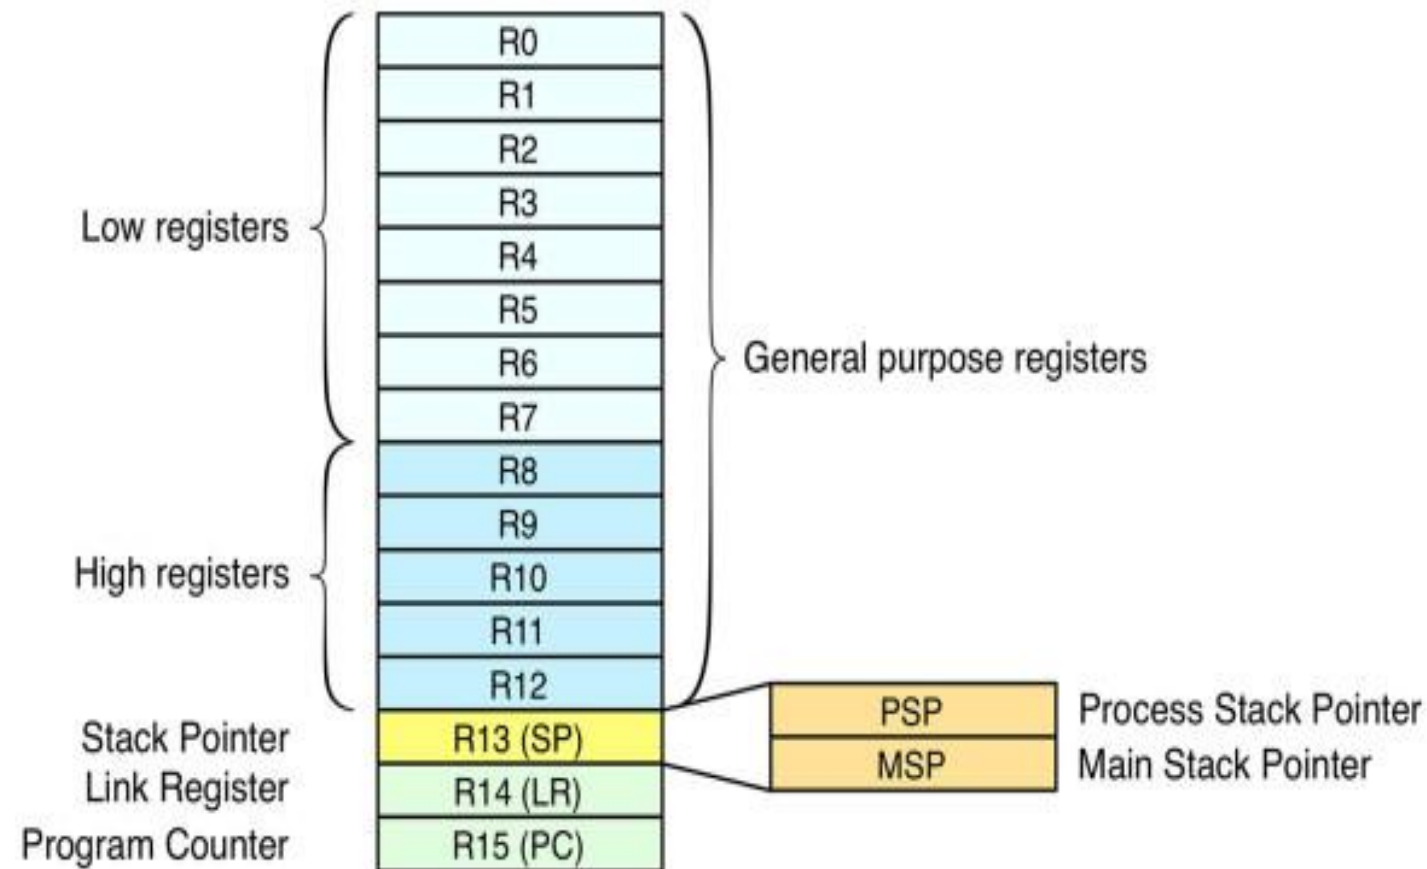 R0
R1
R2
R3
Low registers
R4
R5
R6
General purpose registers
R7
R8
R9
High registers
R10
R11
R12
PSP
Process Stack Pointer
Stack Pointer
R13 (SP)
MSP
Main Stack Pointer
Link Register
R14 (LR)
Program Counter
R15 (PC)